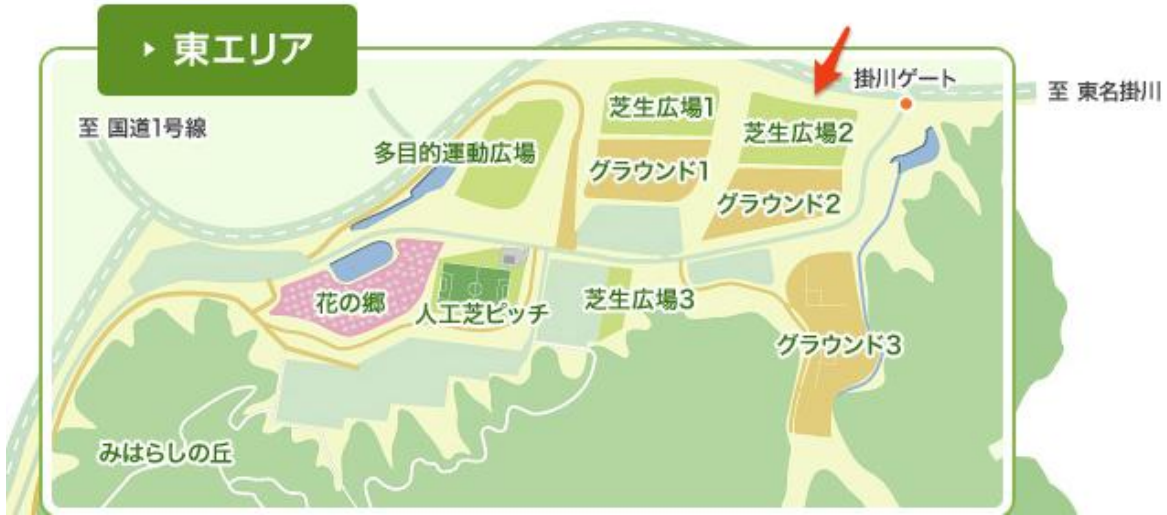 東エリア
掛川ゲート
至 東名掛川
至 国道1号線
芝生広場1
芝生広場2
多目的運動広場
グラウンド1
グラウンド2
花の郷
人工芝ピッチ
芝生広場3
グラウンド3
みはらしの丘